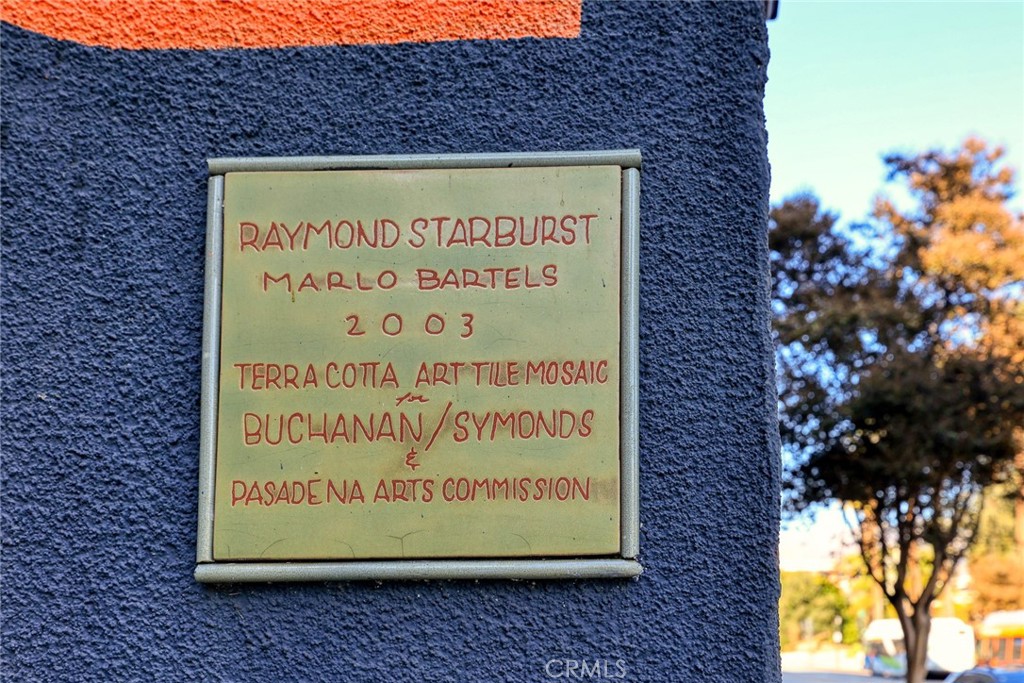 RAYMOND STARBURST
MARLO BARTELS
2003
TERRA COTTA ART TILE MOSAIC
for
BUCHANAN/SYMONDS
&
PASADENA ARTS COMMISSION
CRMLS